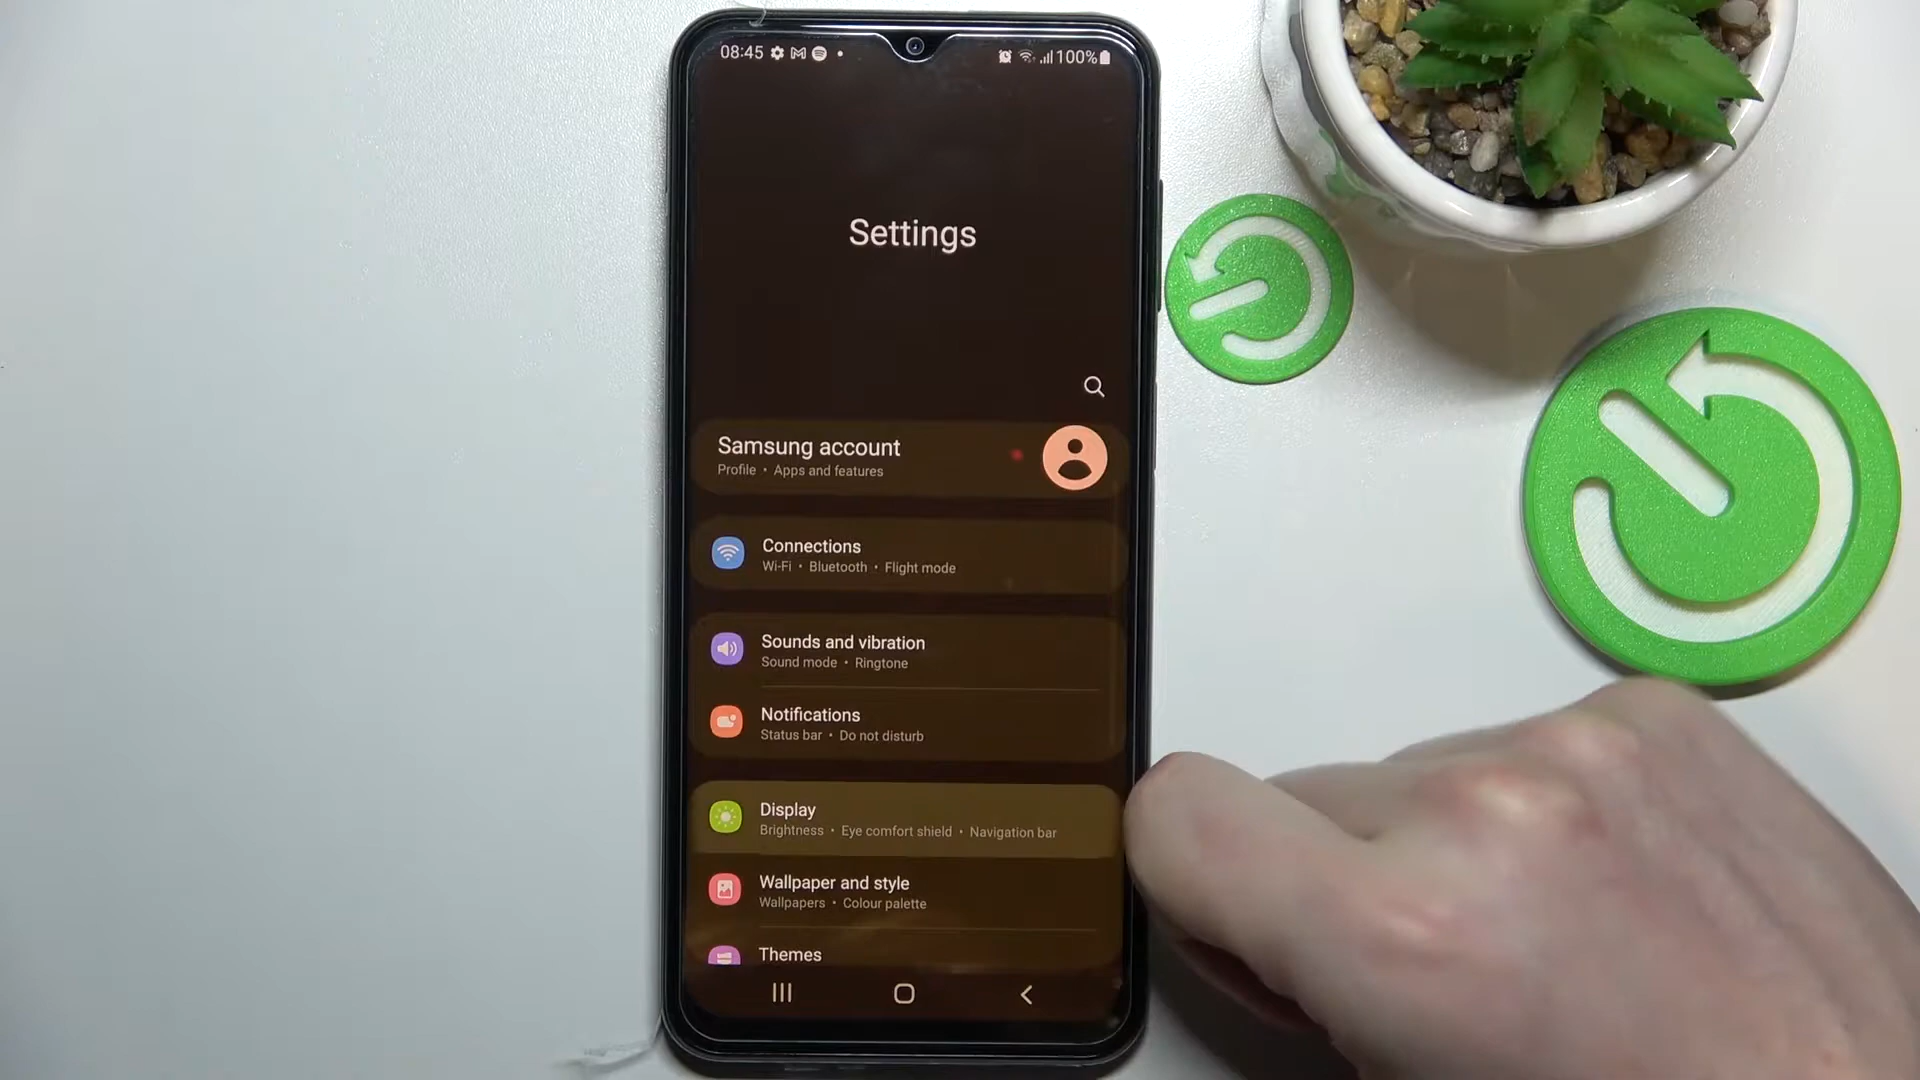 08:45
100%
Settings
Samsung account
Profile • Apps and features
Connections
Wi-Fi • Bluetooth • Flight mode
Sounds and vibration
Sound mode • Ringtone
Notifications
Status bar • Do not disturb
Display
Brightness • Eye comfort shield • Navigation bar
Wallpaper and style
Wallpapers • Colour palette
Themes